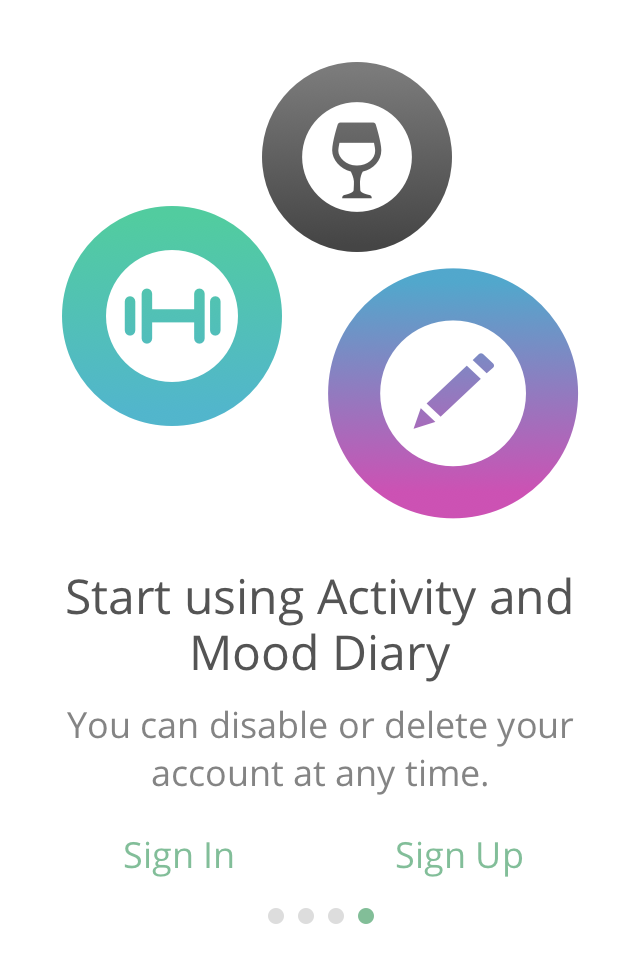 Start using Activity and
Mood Diary
You can disable or delete your
account at any time.
Sign In
Sign Up